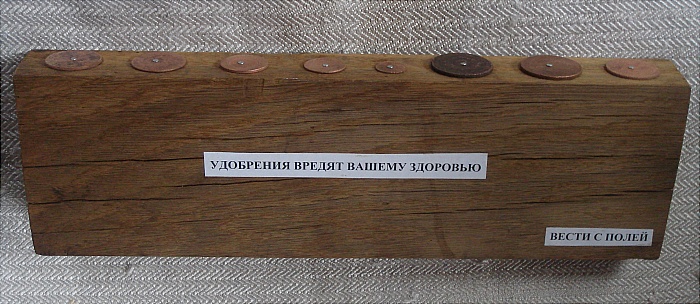 УДОБРЕНИЯ ВРЕДЯТ ВАШЕМУ ЗДОРОВЬЮ
ВЕСТИ С ПОЛЕЙ